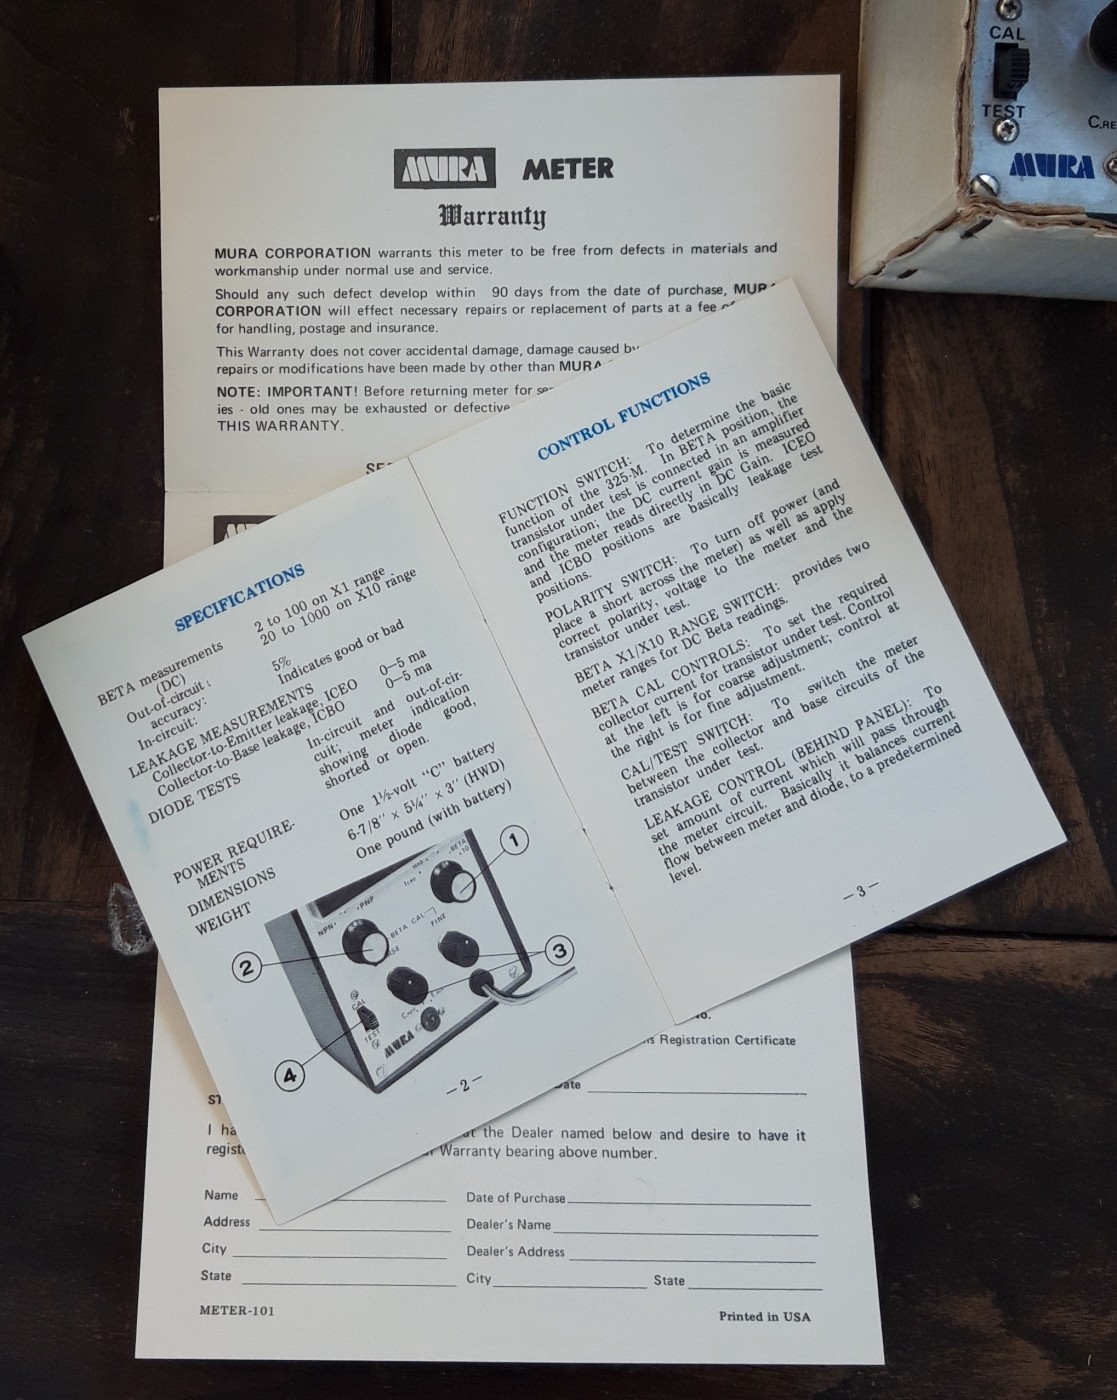 MURA METER
Warranty
MURA CORPORATION warrants this meter to be free from defects in materials and
workmanship under normal use and service.
Should any such defect develop within 90 days from the date of purchase, MURA
CORPORATION will effect necessary repairs or replacement of parts at a fee of
for handling, postage and insurance.
This Warranty does not cover accidental damage, damage caused by
repairs or modifications have been made by other than MURA
NOTE: IMPORTANT! Before returning meter for
ies - old ones may be exhausted or defective
THIS WARRANTY.
CAL
TEST
MURA
SPECIFICATIONS
BETA measurements
(DC)
2 to 100 on X1 range
20 to 1000 on X10 range
Out-of-circuit
accuracy:
5%
In-circuit:
Indicates good or bad
LEAKAGE MEASUREMENTS
Collector-to-Emitter leakage, ICEO 0—5 ma
Collector-to-Base leakage, ICBO 0—5 ma
DIODE TESTS
In-circuit and out-of-cir-
cuit; meter indication
showing diode good,
shorted or open.
POWER REQUIRE-
MENTS
One 1½-volt "C" battery
DIMENSIONS
6-7/8" x 5¼" x 3" (HWD)
WEIGHT
One pound (with battery)
1
2
3
4
NPN PNP
BETA CAL
FINE
CAL
TEST
MURA
— 2 —
CONTROL FUNCTIONS
FUNCTION SWITCH: To determine the basic
function of the 325-M. In BETA position, the
transistor under test is connected in an amplifier
configuration; the DC current gain is measured
and the meter reads directly in DC Gain. ICEO
and ICBO positions are basically leakage test
positions.
POLARITY SWITCH: To turn off power (and
place a short across the meter) as well as apply
correct polarity, voltage to the meter and the
transistor under test.
BETA X1/X10 RANGE SWITCH: provides two
meter ranges for DC Beta readings.
BETA CAL CONTROLS: To set the required
collector current for transistor under test. Control
at the left is for coarse adjustment; control at
the right is for fine adjustment.
CAL/TEST SWITCH: To switch the meter
between the collector and base circuits of the
transistor under test.
LEAKAGE CONTROL (BEHIND PANEL): To
set amount of current which will pass through
the meter circuit. Basically it balances current
flow between meter and diode, to a predetermined
level.
— 3 —
Registration Certificate
the Dealer named below and desire to have it
Warranty bearing above number.
Name
Date of Purchase
Address
Dealer's Name
City
Dealer's Address
State
City State
METER-101
Printed in USA